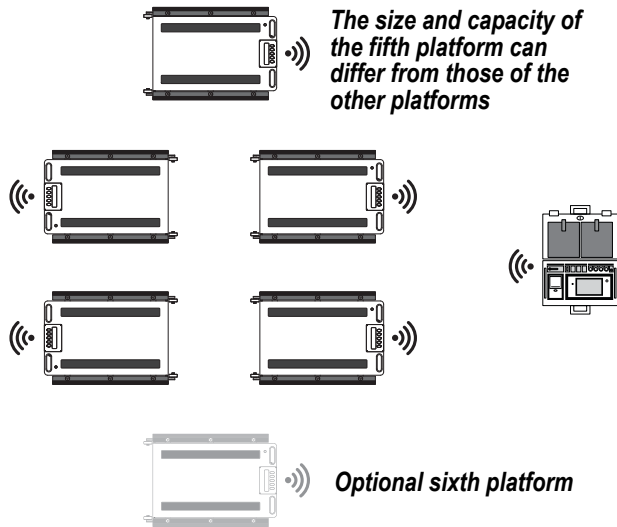 The size and capacity of
the fifth platform can
differ from those of the
other platforms
Optional sixth platform